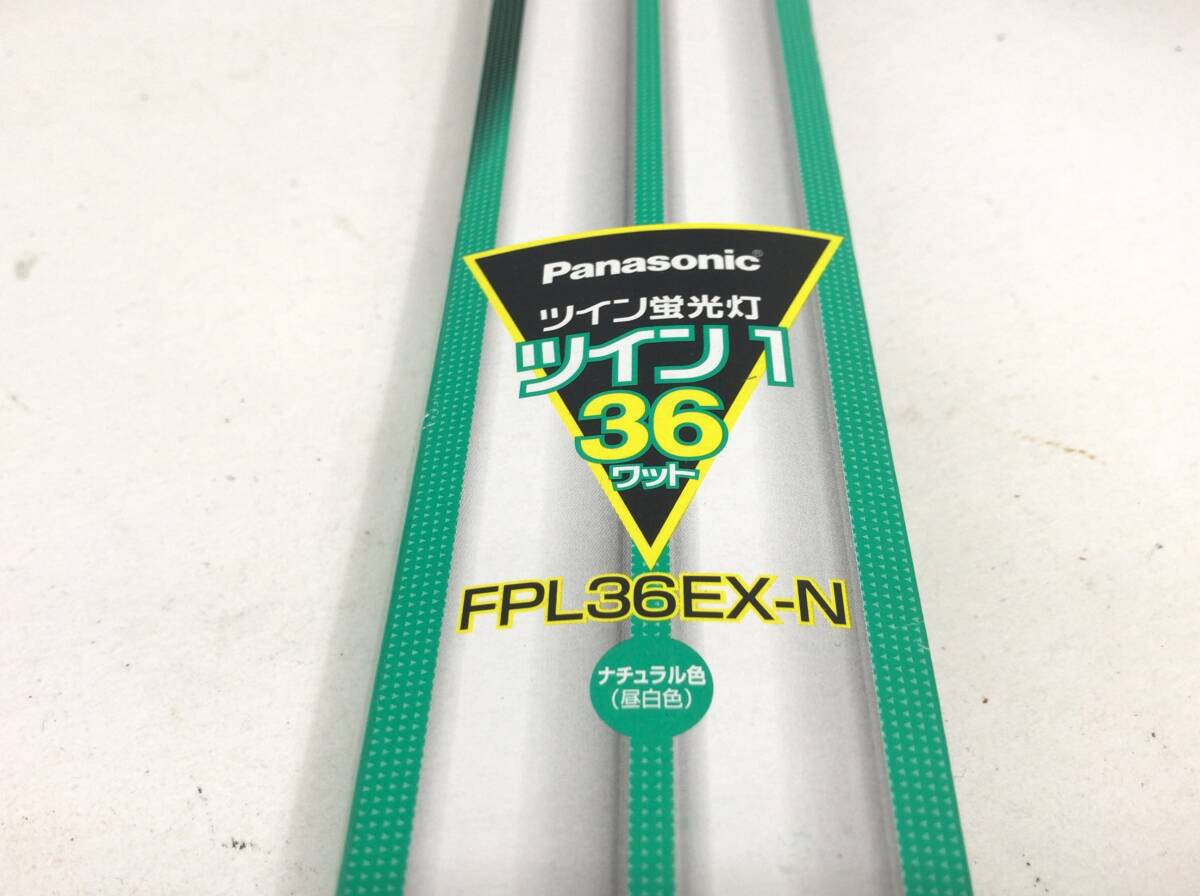 Panasonic®
ツイン蛍光灯
ツイン1
36
ワット
FPL36EX-N
ナチュラル色
(昼白色)